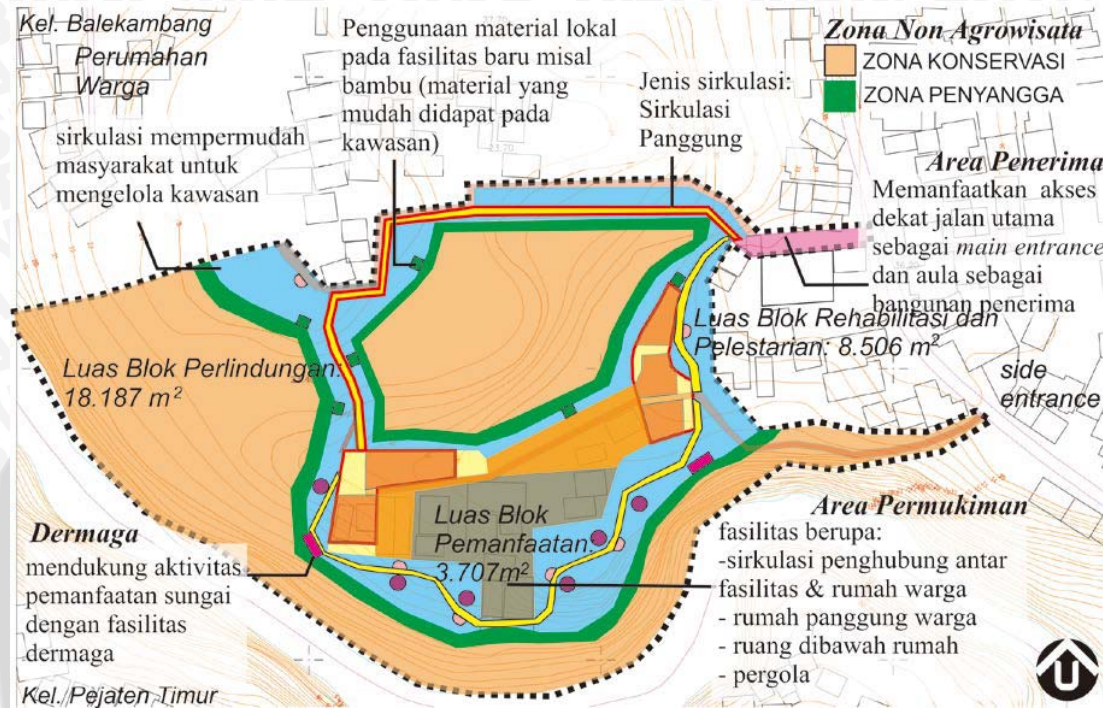 Kel. Balekambang
Perumahan
Warga
sirkulasi mempermudah
masyarakat untuk
mengelola kawasan
Penggunaan material lokal
pada fasilitas baru misal
bambu (material yang
mudah didapat pada
kawasan)
Jenis sirkulasi:
Sirkulasi
Panggung
Zona Non Agrowisata
ZONA KONSERVASI
ZONA PENYANGGA
Area Penerima
Memanfaatkan akses
dekat jalan utama
sebagai main entrance
dan aula sebagai
bangunan penerima
Luas Blok Rehabilitasi dan
Pelestarian: 8.506 m²
side
entrance
Luas Blok Perlindungan:
18.187 m²
Luas Blok
Pemanfaatan:
3.707m²
Dermaga
mendukung aktivitas
pemanfaatan sungai
dengan fasilitas
dermaga
Area Permukiman
fasilitas berupa:
-sirkulasi penghubung antar
fasilitas & rumah warga
- rumah panggung warga
- ruang dibawah rumah
- pergola
Kel. Pejaten Timur
U